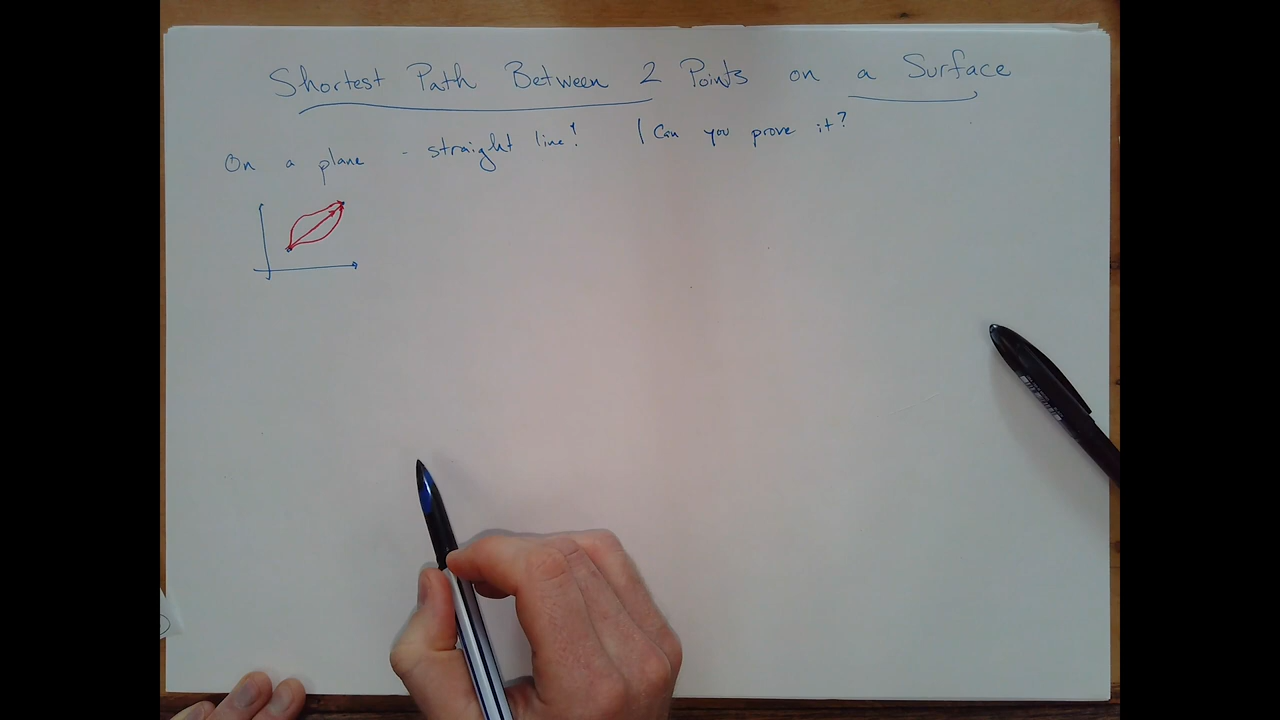 Shortest Path Between 2 Points on a Surface
On a plane - straight line! | Can you prove it?